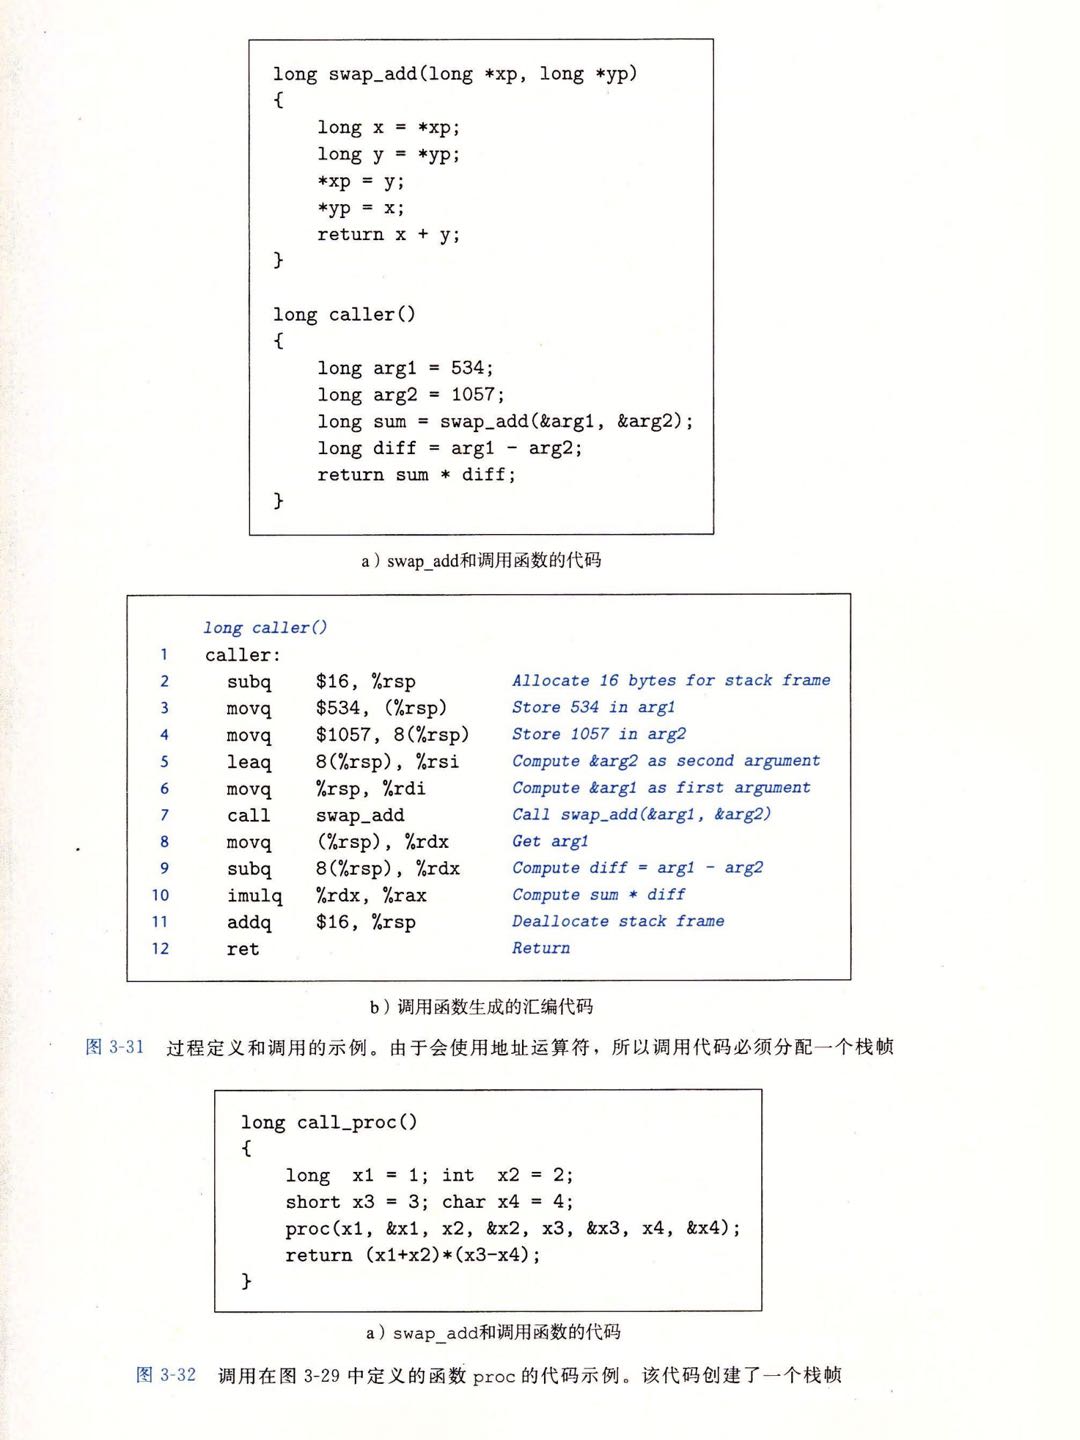 long swap_add(long *xp, long *yp)
{
    long x = *xp;
    long y = *yp;
    *xp = y;
    *yp = x;
    return x + y;
}
long caller()
{
    long arg1 = 534;
    long arg2 = 1057;
    long sum = swap_add(&arg1, &arg2);
    long diff = arg1 - arg2;
    return sum * diff;
}
a）swap_add和调用函数的代码
long caller()
1 caller:
2 subq $16, %rsp Allocate 16 bytes for stack frame
3 movq $534, (%rsp) Store 534 in arg1
4 movq $1057, 8(%rsp) Store 1057 in arg2
5 leaq 8(%rsp), %rsi Compute &arg2 as second argument
6 movq %rsp, %rdi Compute &arg1 as first argument
7 call swap_add Call swap_add(&arg1, &arg2)
8 movq (%rsp), %rdx Get arg1
9 subq 8(%rsp), %rdx Compute diff = arg1 - arg2
10 imulq %rdx, %rax Compute sum * diff
11 addq $16, %rsp Deallocate stack frame
12 ret Return
b）调用函数生成的汇编代码
图 3-31 过程定义和调用的示例。由于会使用地址运算符，所以调用代码必须分配一个栈帧
long call_proc()
{
    long  x1 = 1; int  x2 = 2;
    short x3 = 3; char x4 = 4;
    proc(x1, &x1, x2, &x2, x3, &x3, x4, &x4);
    return (x1+x2)*(x3-x4);
}
a）swap_add和调用函数的代码
图 3-32 调用在图 3-29 中定义的函数 proc 的代码示例。该代码创建了一个栈帧